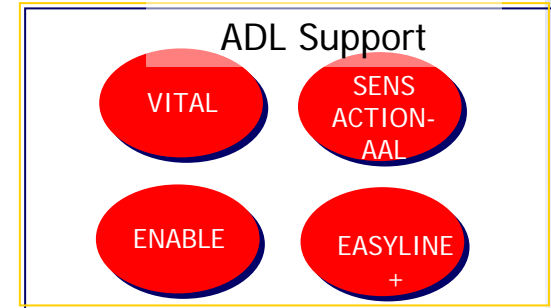 ADL Support
VITAL
SENS
ACTION-
AAL
ENABLE
EASYLINE
+